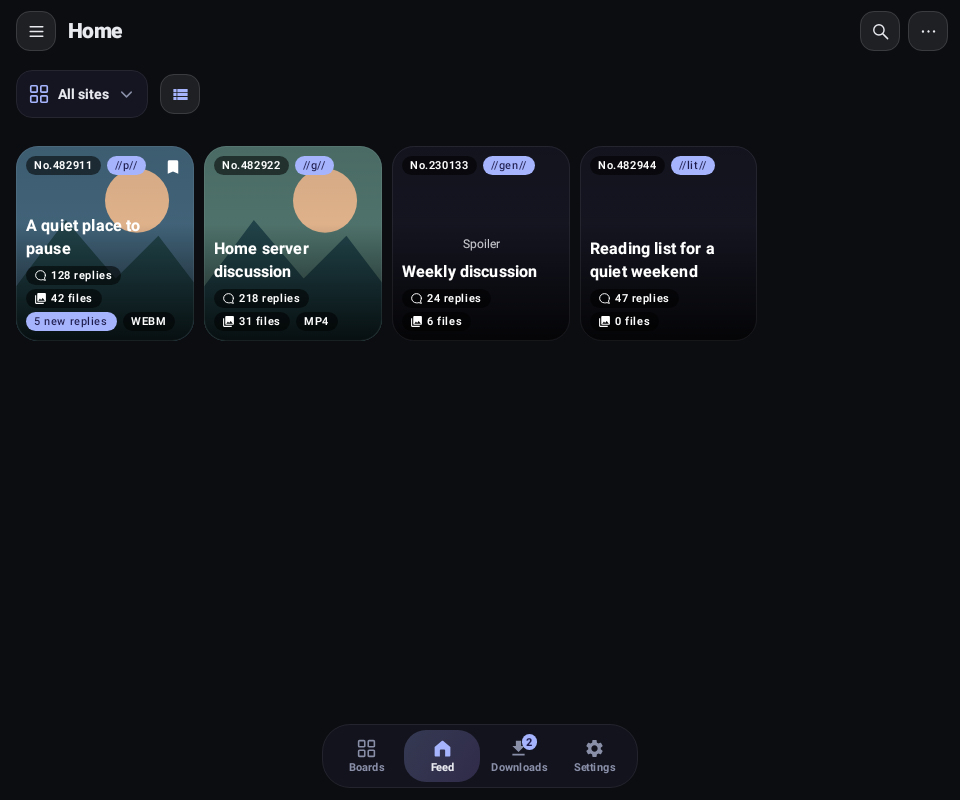 Home
All sites
No.482911 //p//
A quiet place to
pause
128 replies
42 files
5 new replies WEBM
No.482922 //g//
Home server
discussion
218 replies
31 files MP4
No.230133 //gen//
Spoiler
Weekly discussion
24 replies
6 files
No.482944 //lit//
Reading list for a
quiet weekend
47 replies
0 files
Boards
Feed
2
Downloads
Settings